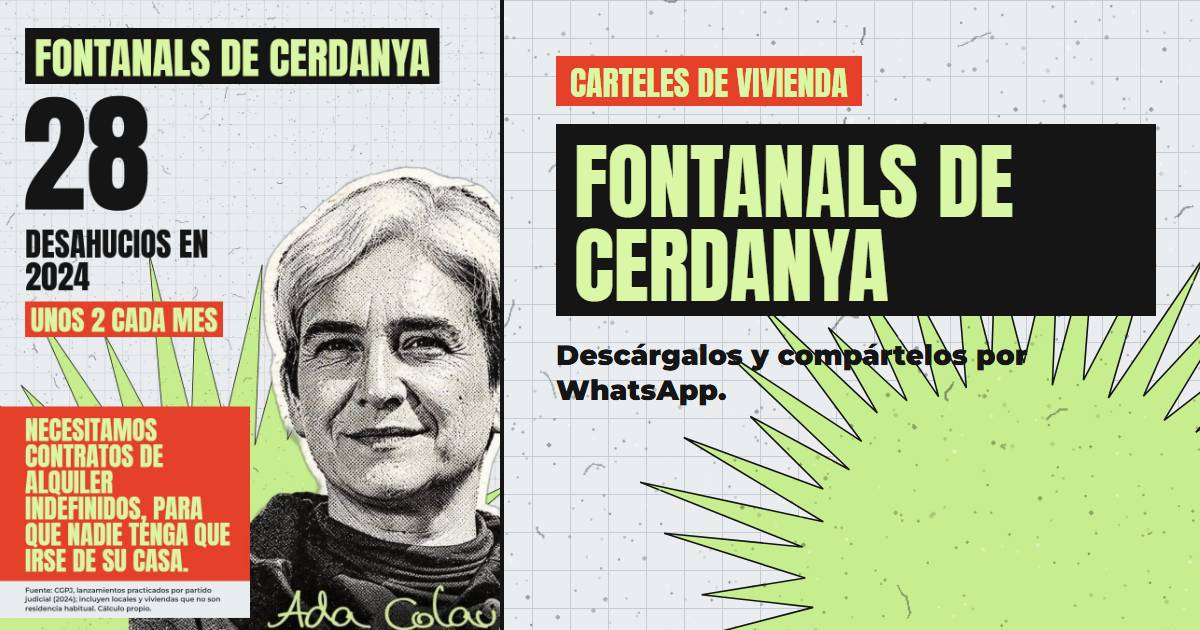 FONTANALS DE CERDANYA
28
DESAHUCIOS EN
2024
UNOS 2 CADA MES
NECESITAMOS
CONTRATOS DE
ALQUILER
INDEFINIDOS, PARA
QUE NADIE TENGA QUE
IRSE DE SU CASA.
Fuente: CGPJ, lanzamientos practicados por partido
judicial (2024); incluyen locales y viviendas que no son
residencia habitual. Cálculo propio.
Ada Colau
CARTELES DE VIVIENDA
FONTANALS DE
CERDANYA
Descárgalos y compártelos por
WhatsApp.